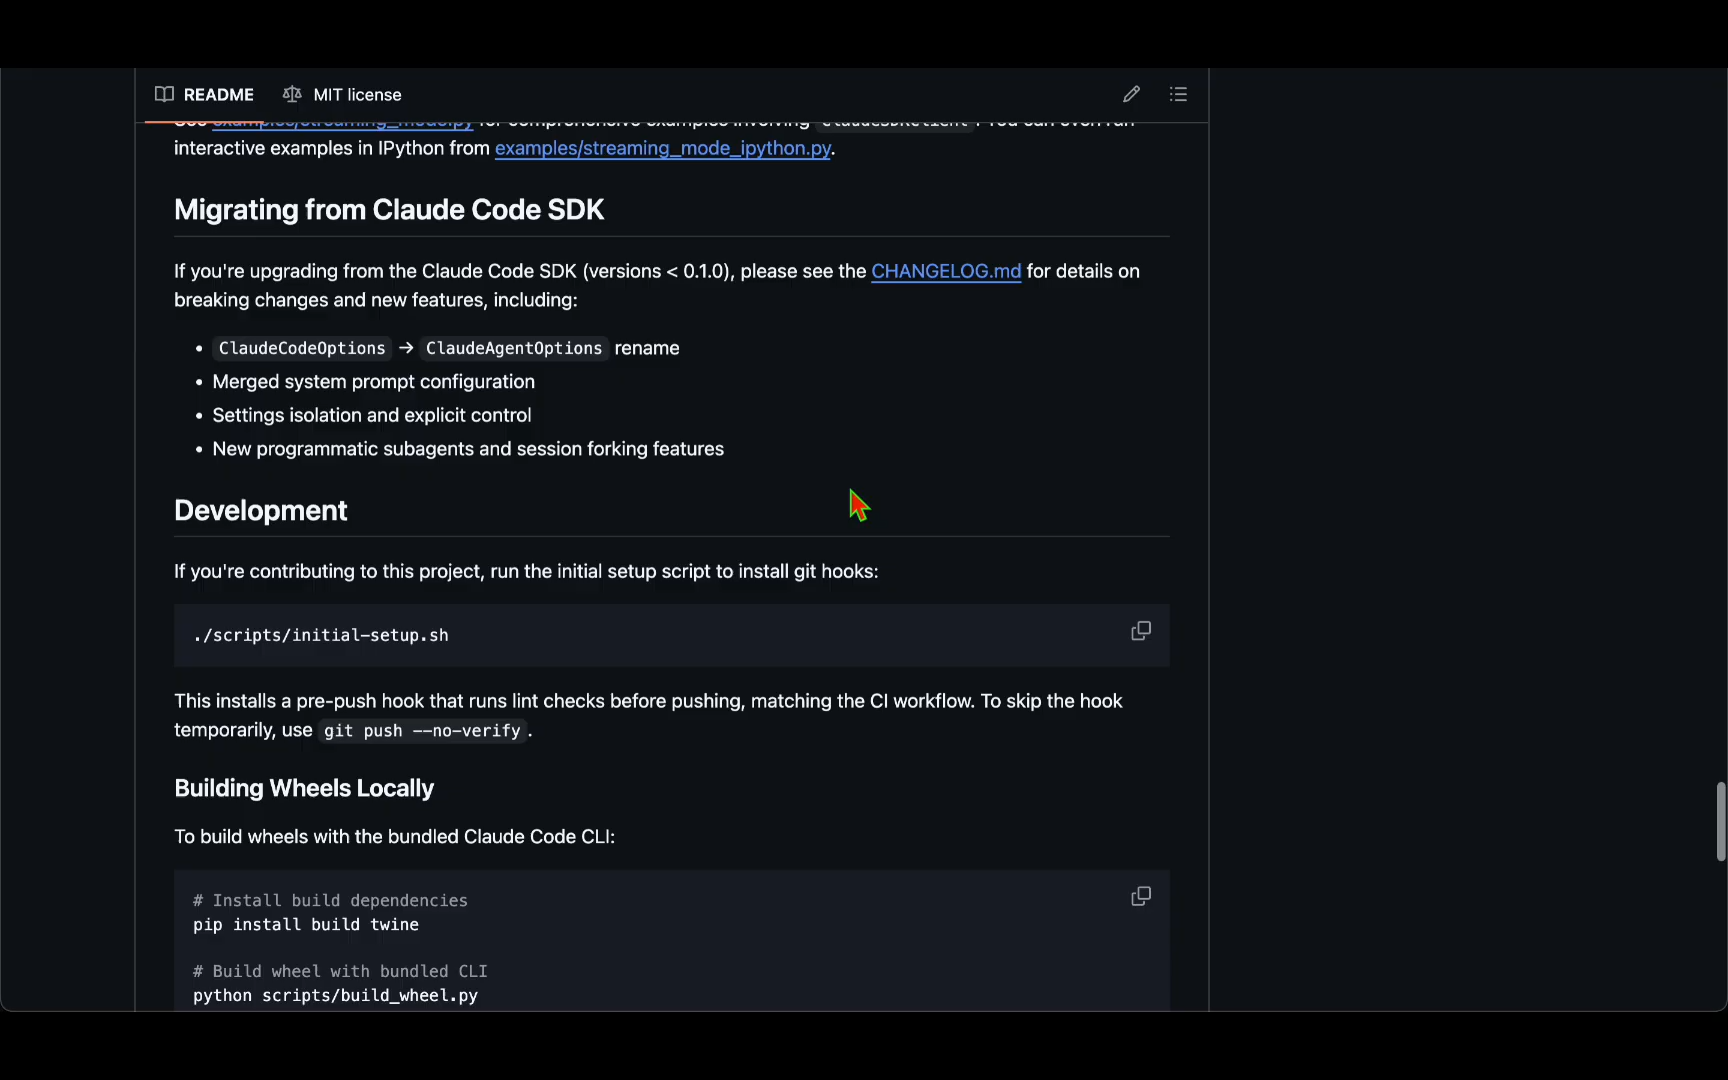 README MIT license
interactive examples in IPython from examples/streaming_mode_ipython.py.
Migrating from Claude Code SDK
If you're upgrading from the Claude Code SDK (versions < 0.1.0), please see the CHANGELOG.md for details on
breaking changes and new features, including:
• ClaudeCodeOptions → ClaudeAgentOptions rename
• Merged system prompt configuration
• Settings isolation and explicit control
• New programmatic subagents and session forking features
Development
If you're contributing to this project, run the initial setup script to install git hooks:
./scripts/initial-setup.sh
This installs a pre-push hook that runs lint checks before pushing, matching the CI workflow. To skip the hook
temporarily, use git push --no-verify.
Building Wheels Locally
To build wheels with the bundled Claude Code CLI:
# Install build dependencies
pip install build twine
# Build wheel with bundled CLI
python scripts/build_wheel.py